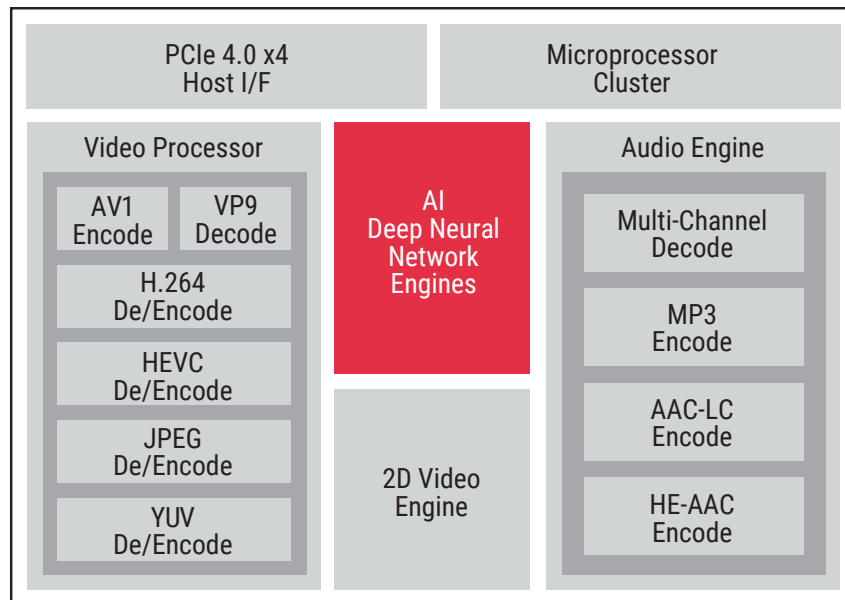 PCIe 4.0 x4
Host I/F
Microprocessor
Cluster
Video Processor
AV1
Encode
VP9
Decode
H.264
De/Encode
HEVC
De/Encode
JPEG
De/Encode
YUV
De/Encode
AI
Deep Neural
Network
Engines
2D Video
Engine
Audio Engine
Multi-Channel
Decode
MP3
Encode
AAC-LC
Encode
HE-AAC
Encode